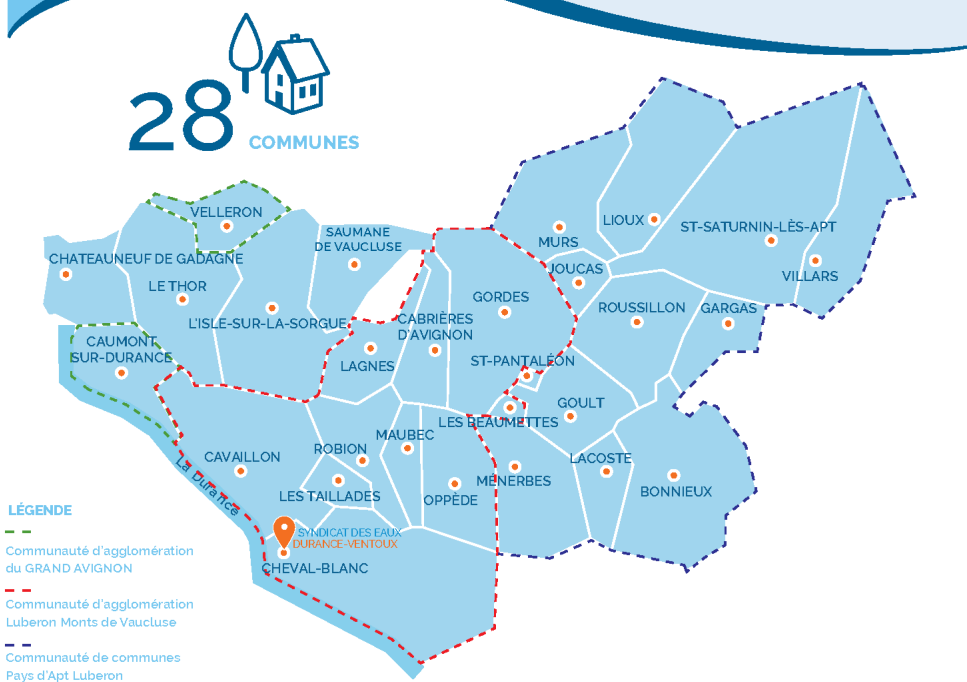 28 COMMUNES
VELLERON
SAUMANE
DE VAUCLUSE
CHATEAUNEUF DE GADAGNE
LE THOR
L'ISLE-SUR-LA-SORGUE
CAUMONT
SUR-DURANCE
LAGNES
CABRIÈRES
D'AVIGNON
GORDES
MURS
LIOUX
ST-SATURNIN-LÈS-APT
VILLARS
JOUCAS
ROUSSILLON
GARGAS
ST-PANTALÉON
GOULT
LES BEAUMETTES
MAUBEC
ROBION
CAVAILLON
LES TAILLADES
OPPÈDE
MÉNERBES
LACOSTE
BONNIEUX
La Durance
SYNDICAT DES EAUX
DURANCE-VENTOUX
CHEVAL-BLANC
LÉGENDE
Communauté d'agglomération
du GRAND AVIGNON
Communauté d'agglomération
Luberon Monts de Vaucluse
Communauté de communes
Pays d'Apt Luberon